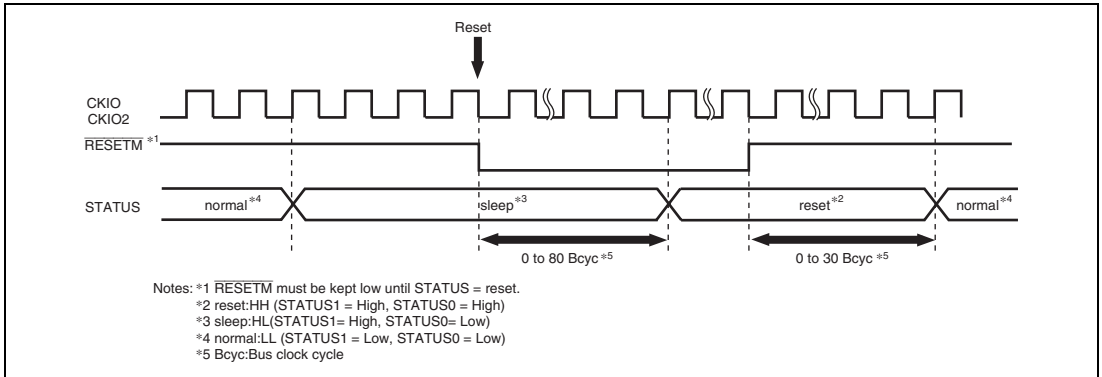 Reset
CKIO
CKIO2
RESETM *1
STATUS
normal*4
sleep*3
reset*2
normal*4
0 to 80 Bcyc *5
0 to 30 Bcyc *5
Notes: *1 RESETM must be kept low until STATUS = reset.
*2 reset:HH (STATUS1 = High, STATUS0 = High)
*3 sleep:HL(STATUS1= High, STATUS0= Low)
*4 normal:LL (STATUS1 = Low, STATUS0 = Low)
*5 Bcyc:Bus clock cycle